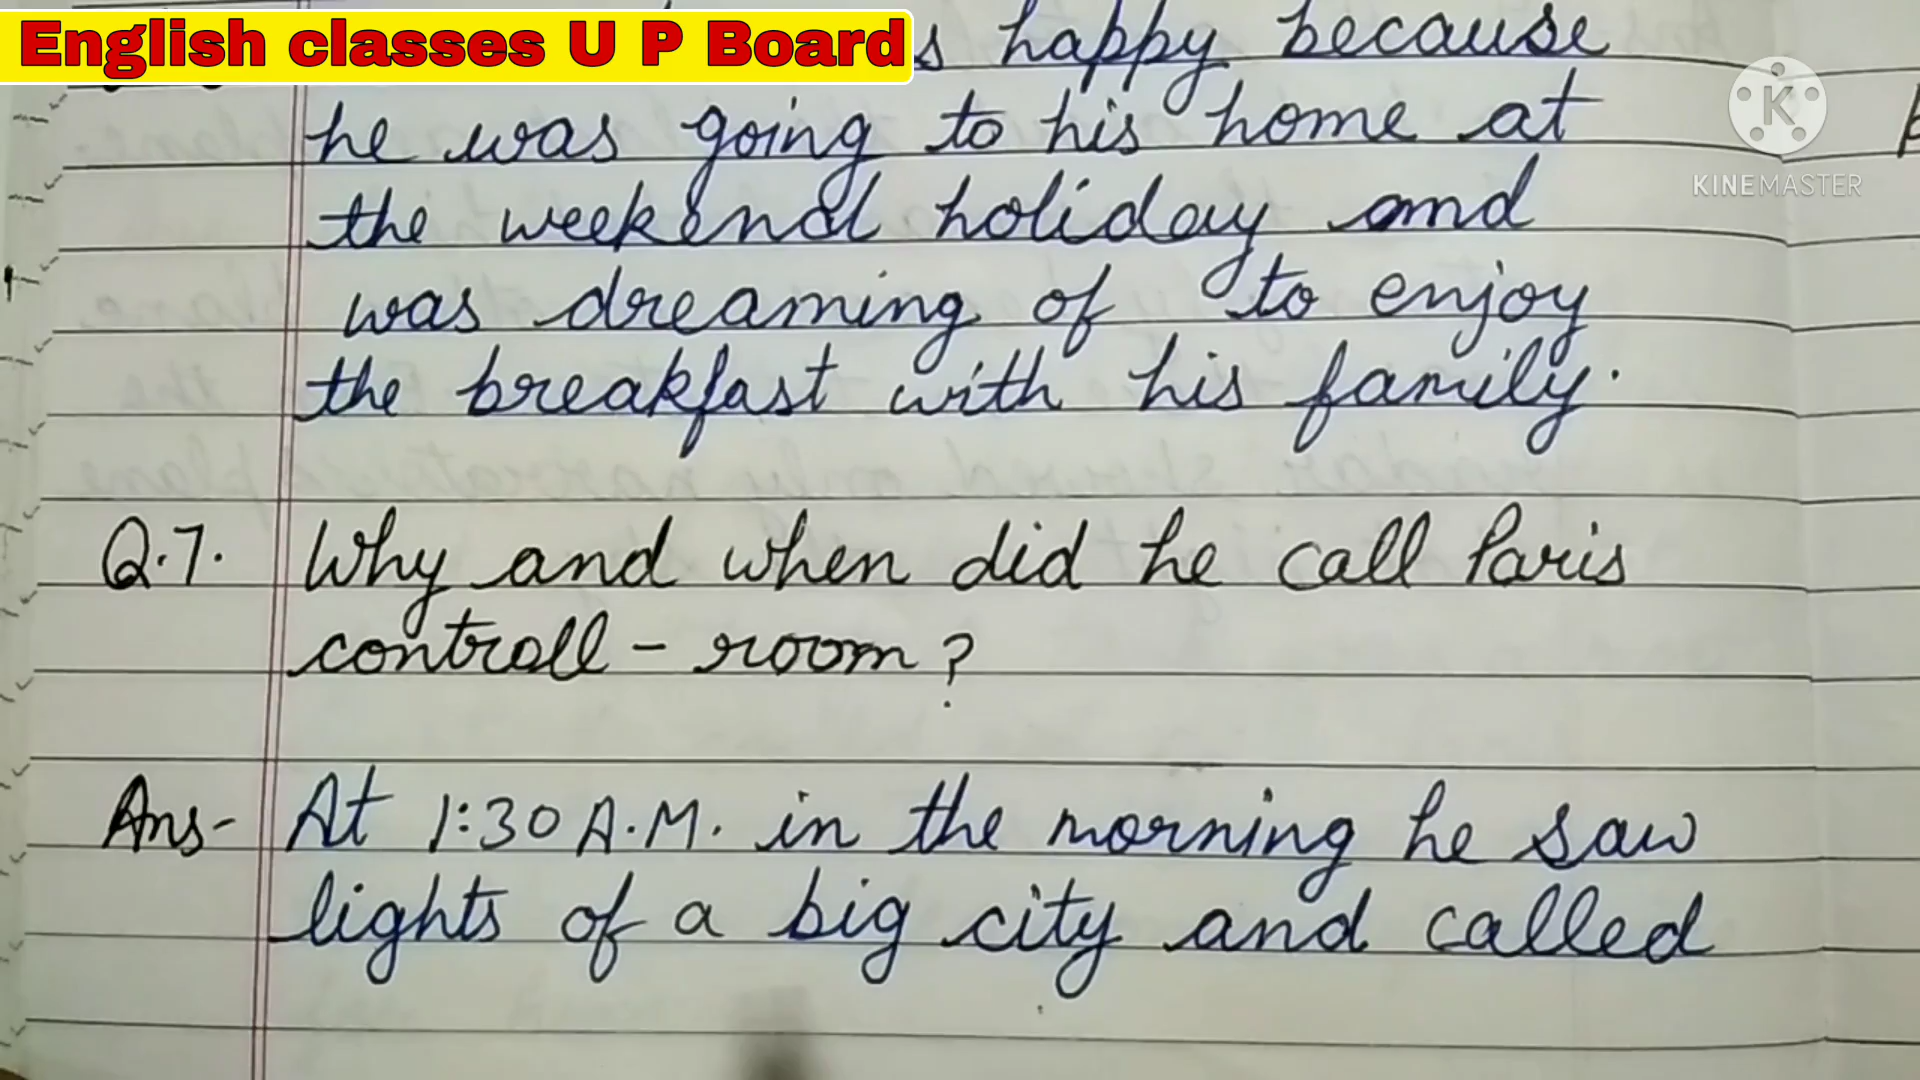 English classes U P Board
s happy because
he was going to his home at
the weekend holiday and
was dreaming of to enjoy
the breakfast with his family.
Q.7. Why and when did he call Paris
controll - room?
Ans- At 1:30 A.M. in the morning he saw
lights of a big city and called
K
KINEMASTER